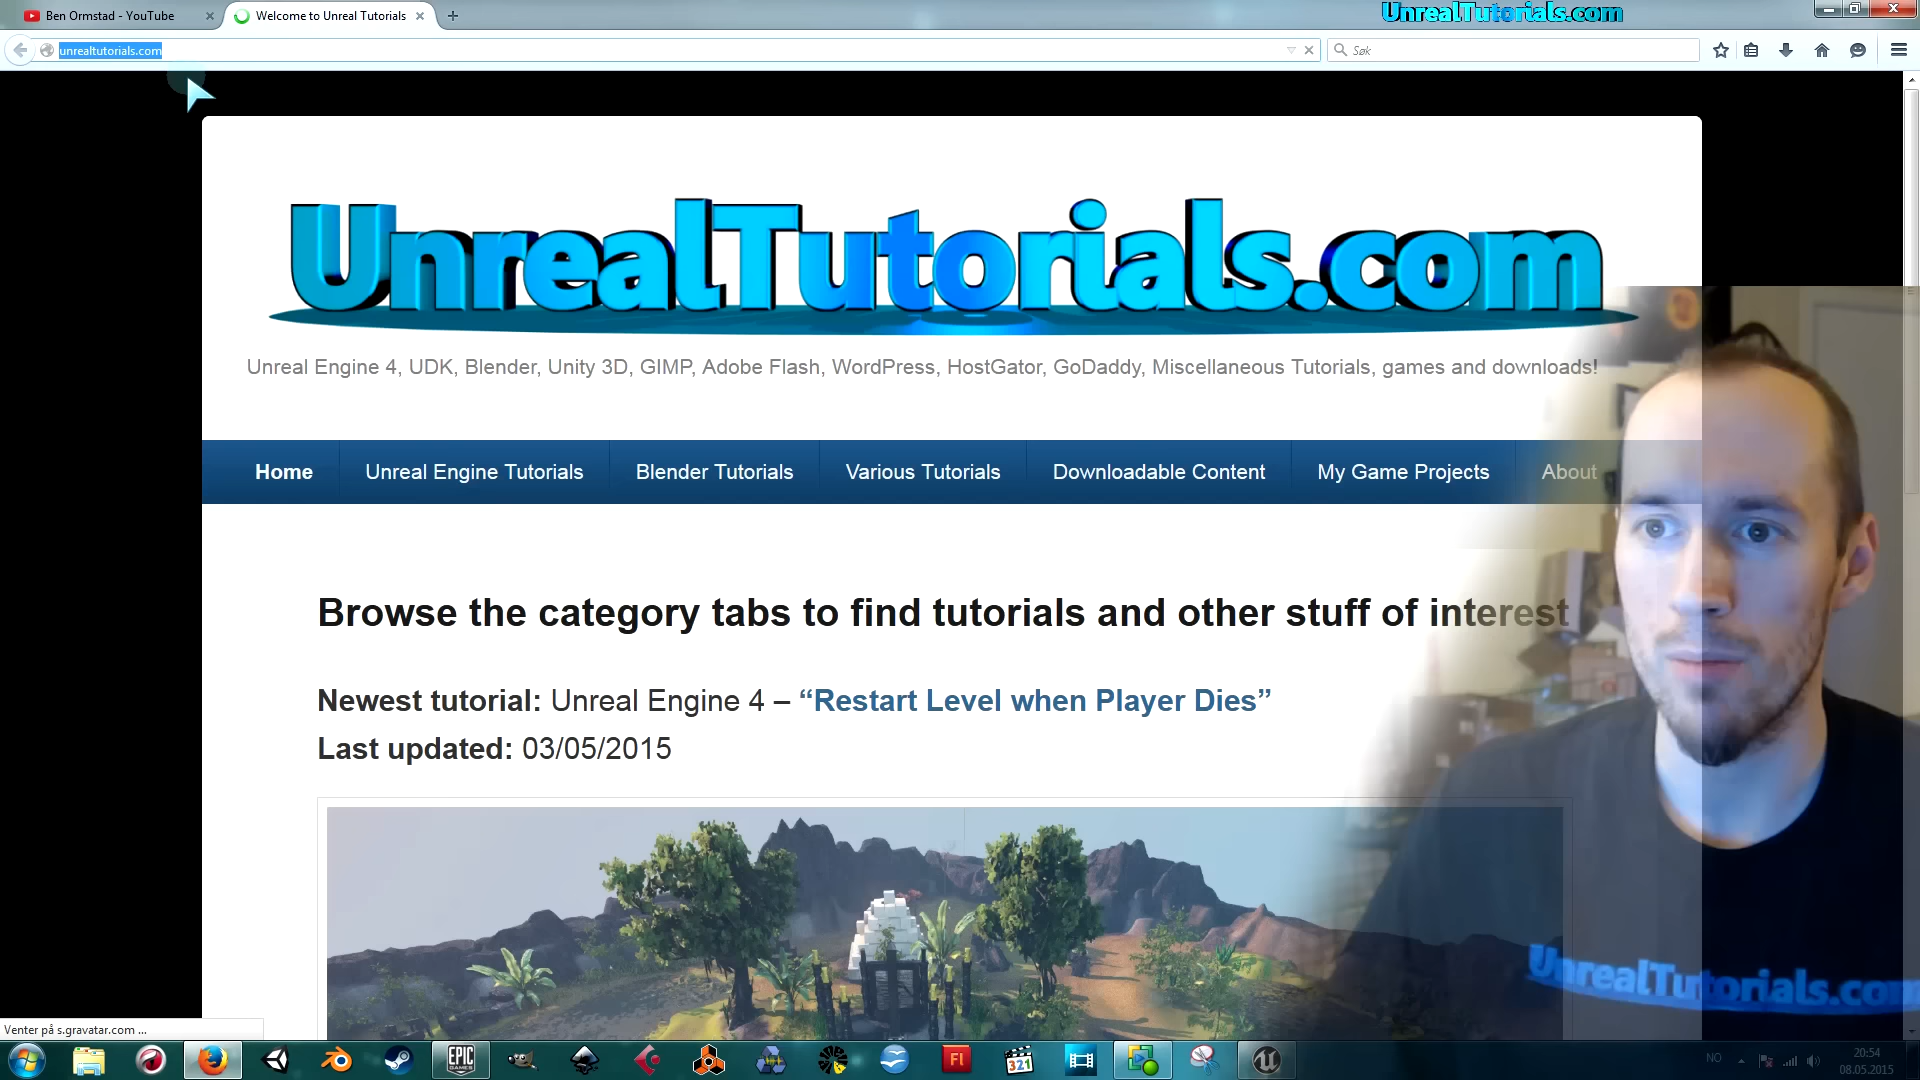 Ben Ormstad - YouTube
Welcome to Unreal Tutorials
UnrealTutorials.com
unrealtutorials.com
Søk
UnrealTutorials.com
Unreal Engine 4, UDK, Blender, Unity 3D, GIMP, Adobe Flash, WordPress, HostGator, GoDaddy, Miscellaneous Tutorials, games and downloads!
Home
Unreal Engine Tutorials
Blender Tutorials
Various Tutorials
Downloadable Content
My Game Projects
About
Browse the category tabs to find tutorials and other stuff of interest
Newest tutorial: Unreal Engine 4 – “Restart Level when Player Dies”
Last updated: 03/05/2015
UnrealTutorials.com
Venter på s.gravatar.com ...
EPIC
GAMES
Fl
321
NO
20:54
08.05.2015